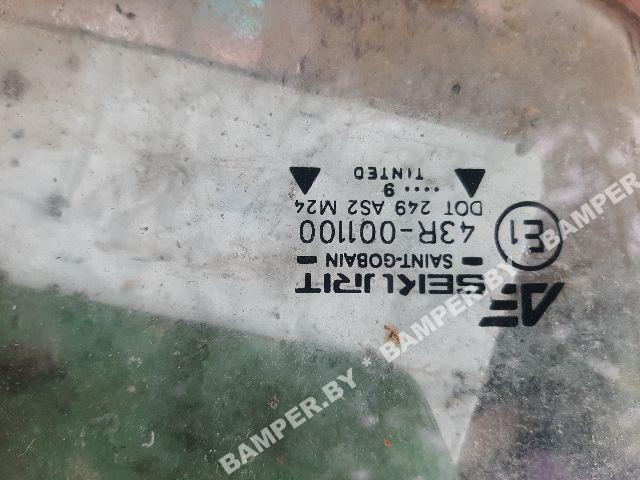 SEKURIT
SAINT-GOBAIN
E1
43R-001100
DOT 249 AS2 M24
.... 9
TINTED
* BAMPER.BY * BAMPER.BY * BAMPER.BY * BAMPER